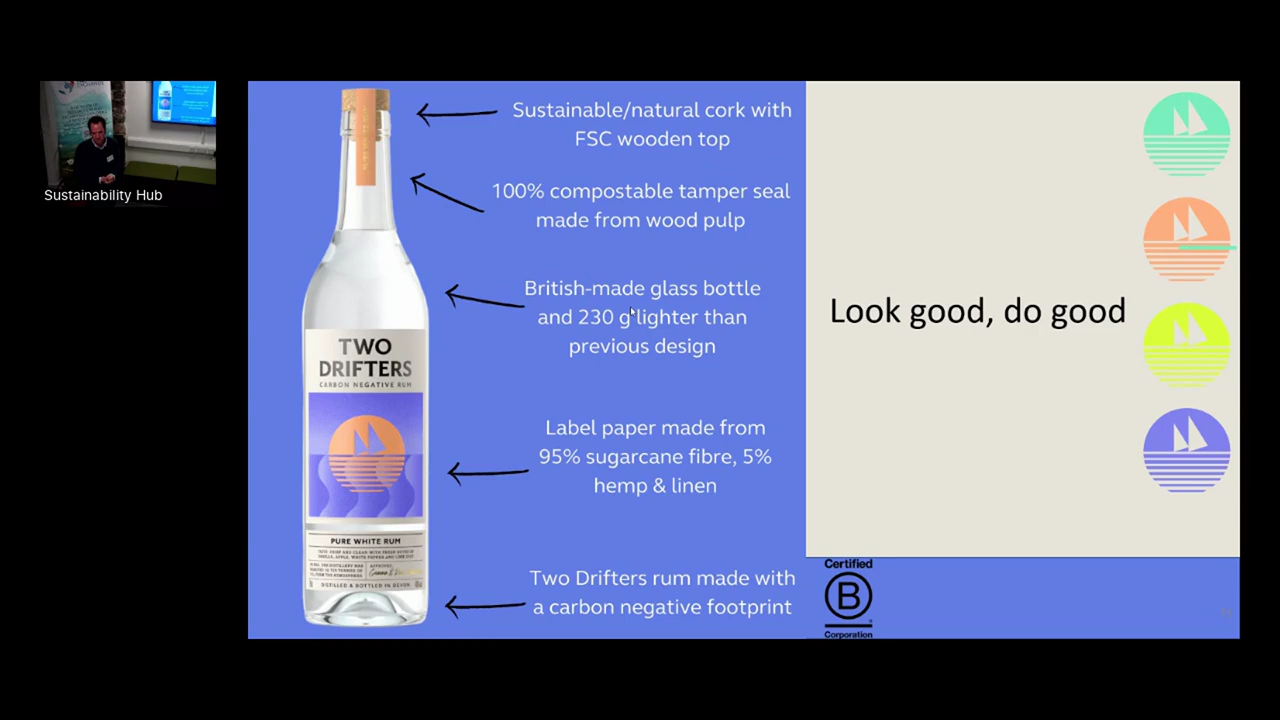 Sustainability Hub
Sustainable/natural cork with
FSC wooden top
100% compostable tamper seal
made from wood pulp
British-made glass bottle
and 230 g lighter than
previous design
Label paper made from
95% sugarcane fibre, 5%
hemp & linen
Two Drifters rum made with
a carbon negative footprint
TWO
DRIFTERS
CARBON NEGATIVE RUM
PURE WHITE RUM
DISTILLED & BOTTLED IN DEVON
Look good, do good
Certified
B
Corporation